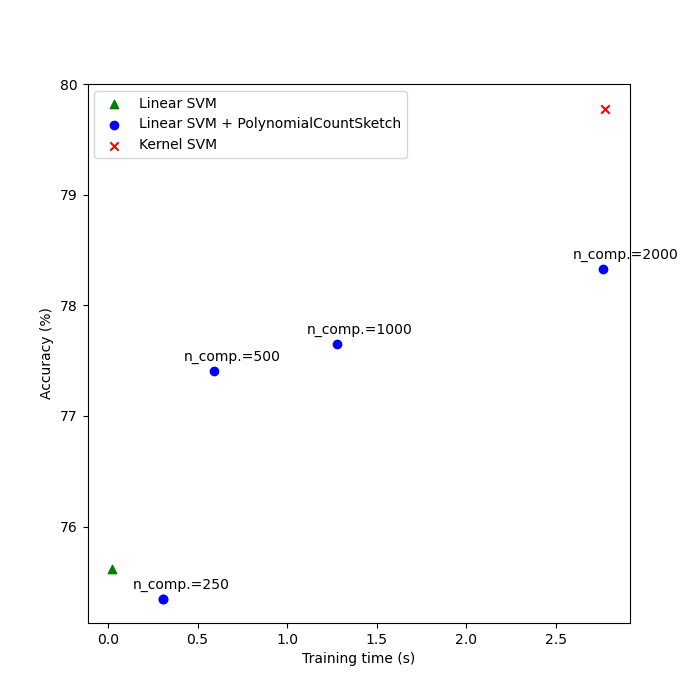 Linear SVM
Linear SVM + PolynomialCountSketch
Kernel SVM
n_comp.=2000
n_comp.=1000
n_comp.=500
n_comp.=250
80
79
78
77
76
Accuracy (%)
0.0 0.5 1.0 1.5 2.0 2.5
Training time (s)